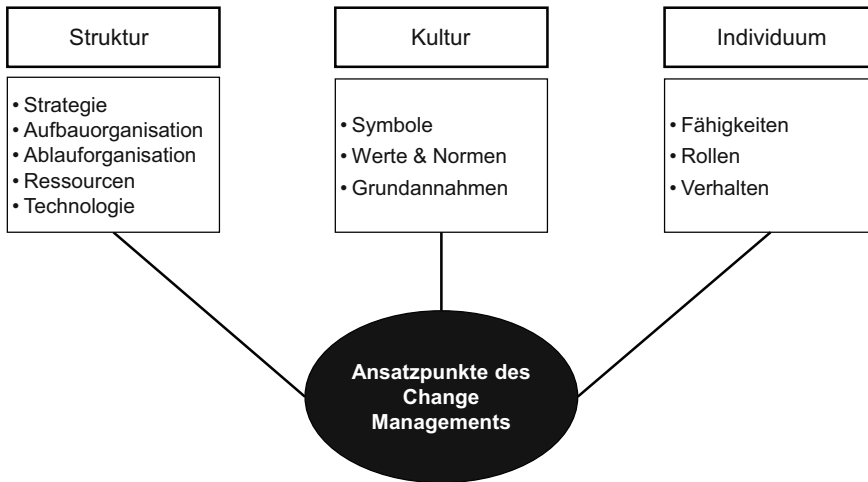 Struktur
• Strategie
• Aufbauorganisation
• Ablauforganisation
• Ressourcen
• Technologie
Kultur
• Symbole
• Werte & Normen
• Grundannahmen
Individuum
• Fähigkeiten
• Rollen
• Verhalten
Ansatzpunkte des
Change
Managements